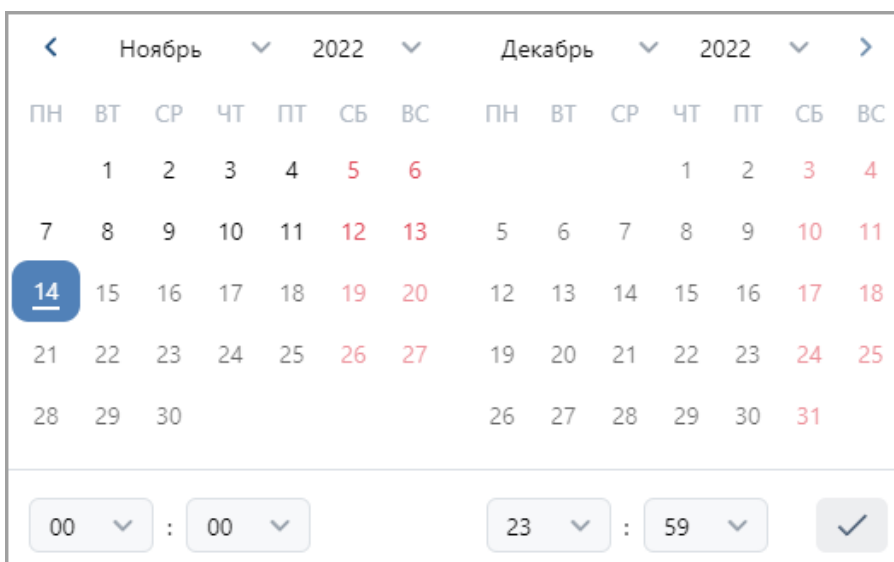 Ноябрь 2022 Декабрь 2022
ПН ВТ СР ЧТ ПТ СБ ВС ПН ВТ СР ЧТ ПТ СБ ВС
1 2 3 4 5 6 1 2 3 4
7 8 9 10 11 12 13 5 6 7 8 9 10 11
14 15 16 17 18 19 20 12 13 14 15 16 17 18
21 22 23 24 25 26 27 19 20 21 22 23 24 25
28 29 30 26 27 28 29 30 31
00 : 00 23 : 59